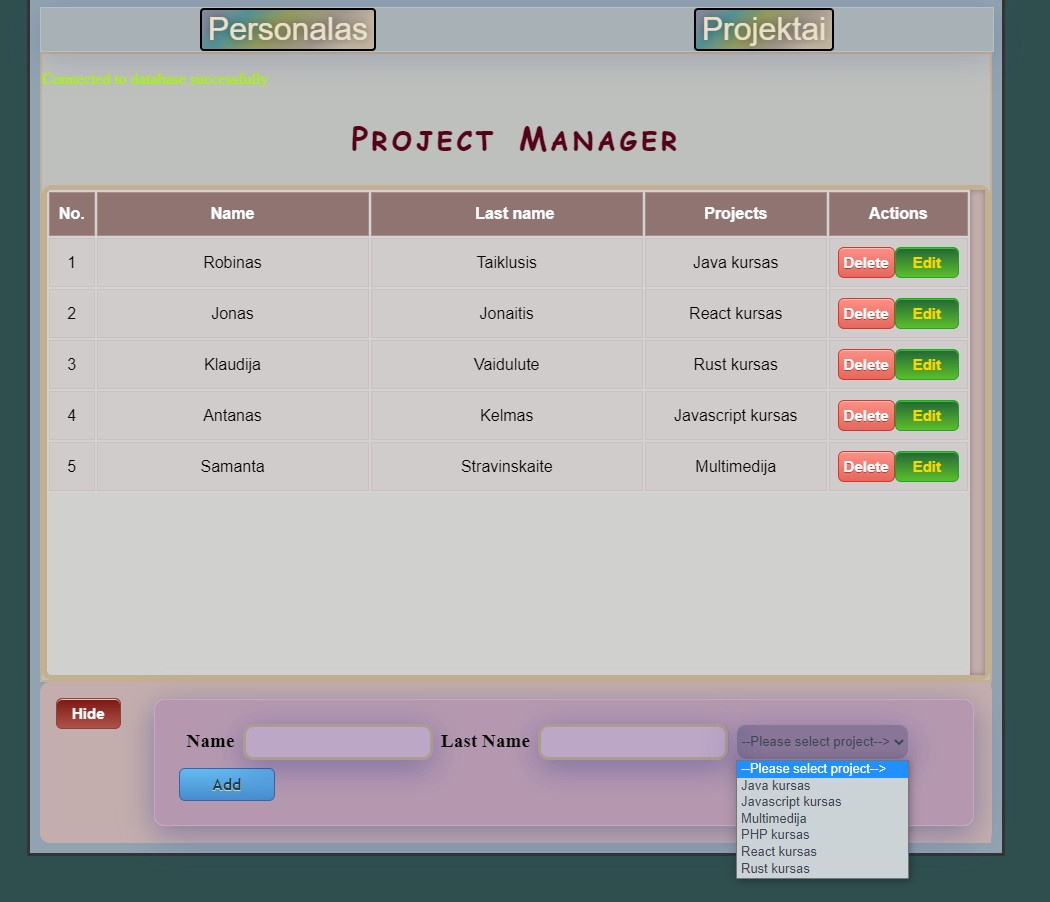 Personalas Projektai
Connected to database successfully
Project Manager
No. Name Last name Projects Actions
1 Robinas Taiklusis Java kursas Delete Edit
2 Jonas Jonaitis React kursas Delete Edit
3 Klaudija Vaidulute Rust kursas Delete Edit
4 Antanas Kelmas Javascript kursas Delete Edit
5 Samanta Stravinskaite Multimedija Delete Edit
Hide
Name Last Name --Please select project-->
Add
--Please select project-->
Java kursas
Javascript kursas
Multimedija
PHP kursas
React kursas
Rust kursas